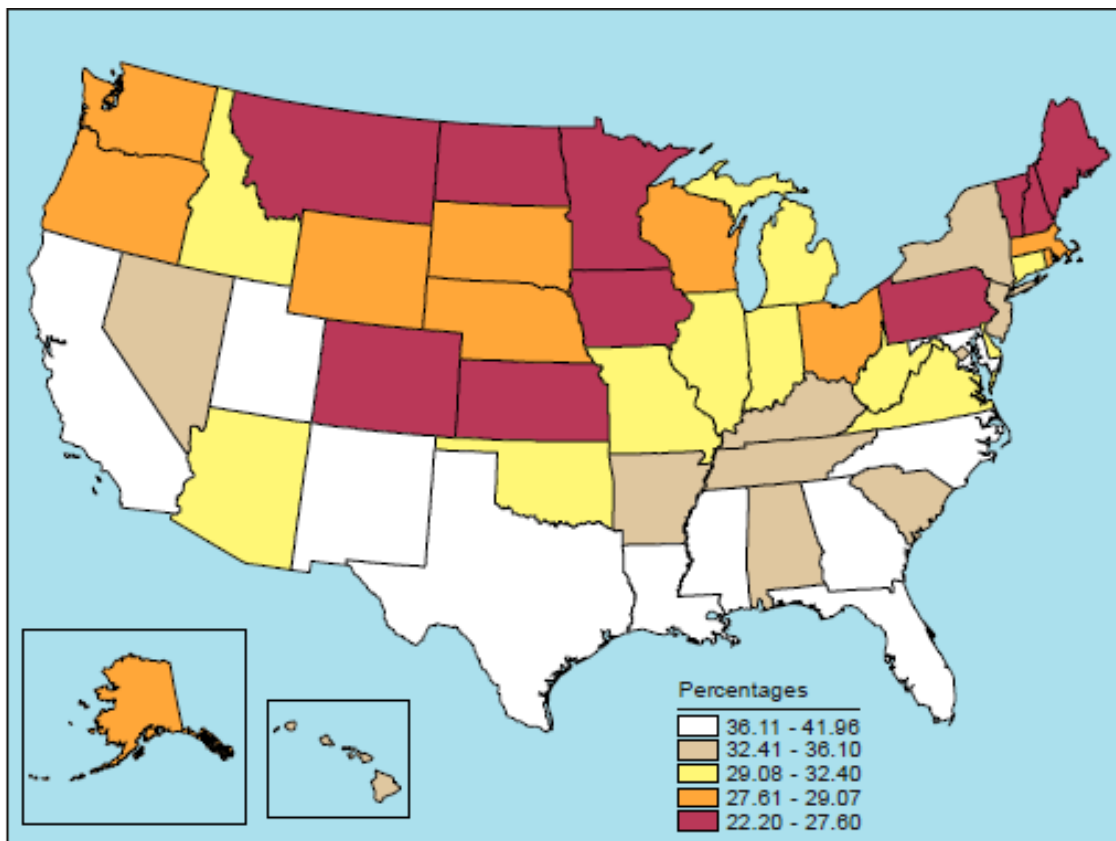 Percentages
36.11 - 41.96
32.41 - 36.10
29.08 - 32.40
27.61 - 29.07
22.20 - 27.60